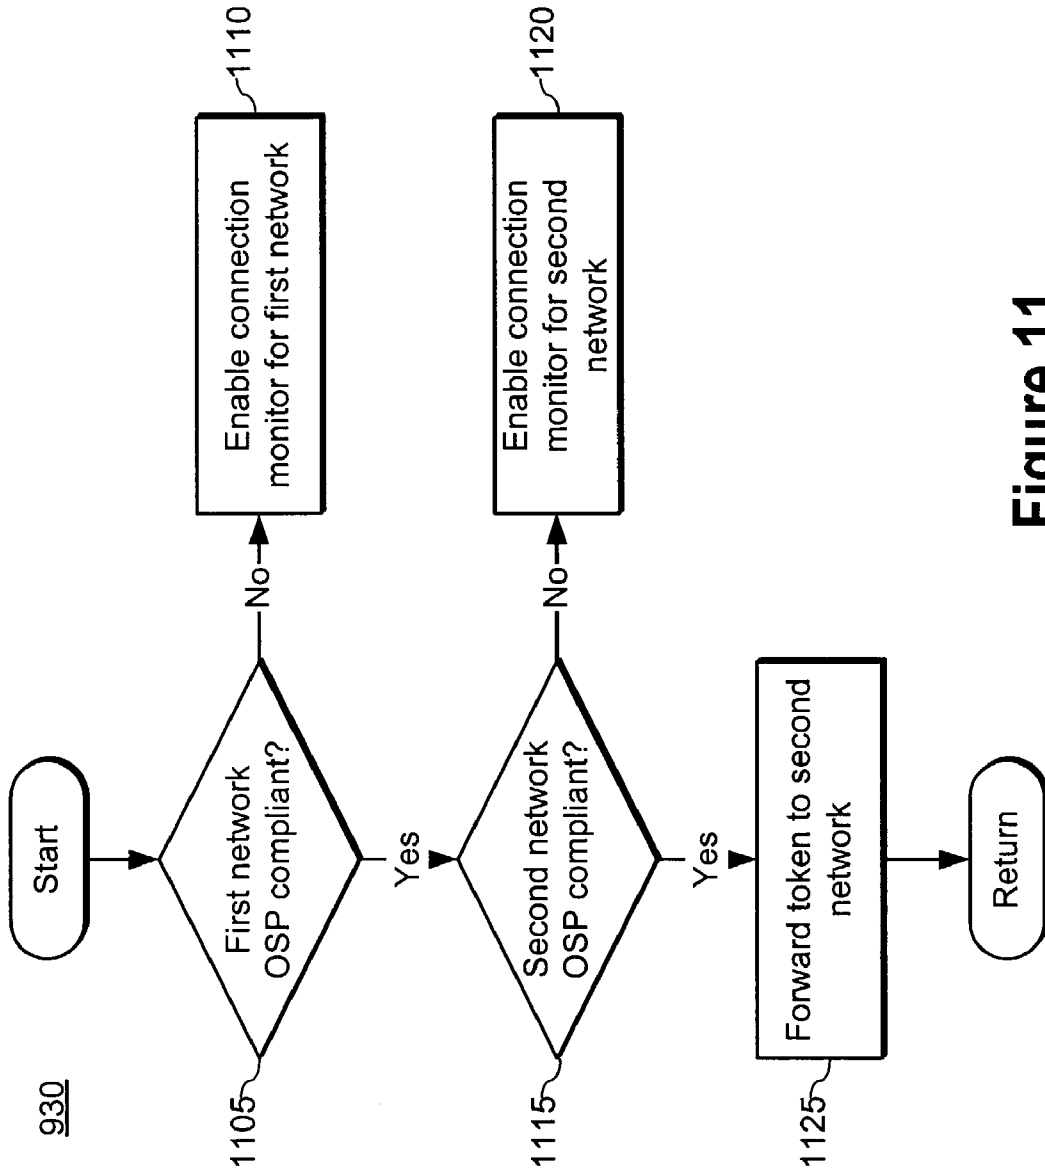 930
Start
1105
First network
OSP compliant?
No
Enable connection
monitor for first network
1110
Yes
1115
Second network
OSP compliant?
No
Enable connection
monitor for second
network
1120
Yes
1125
Forward token to second
network
Return
Figure 11